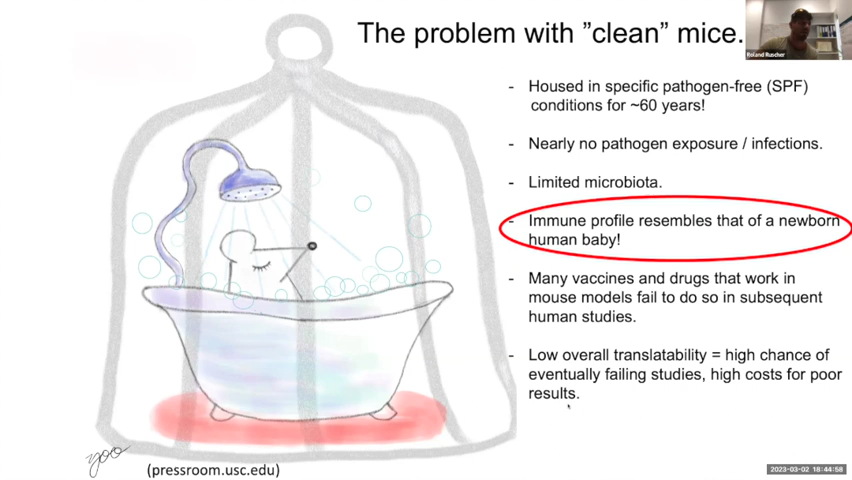 The problem with ”clean” mice.
Roland Ruscher
- Housed in specific pathogen-free (SPF)
conditions for ~60 years!
- Nearly no pathogen exposure / infections.
- Limited microbiota.
- Immune profile resembles that of a newborn
human baby!
- Many vaccines and drugs that work in
mouse models fail to do so in subsequent
human studies.
- Low overall translatability = high chance of
eventually failing studies, high costs for poor
results.
yoo
(pressroom.usc.edu)
2023-03-02 18:44:58